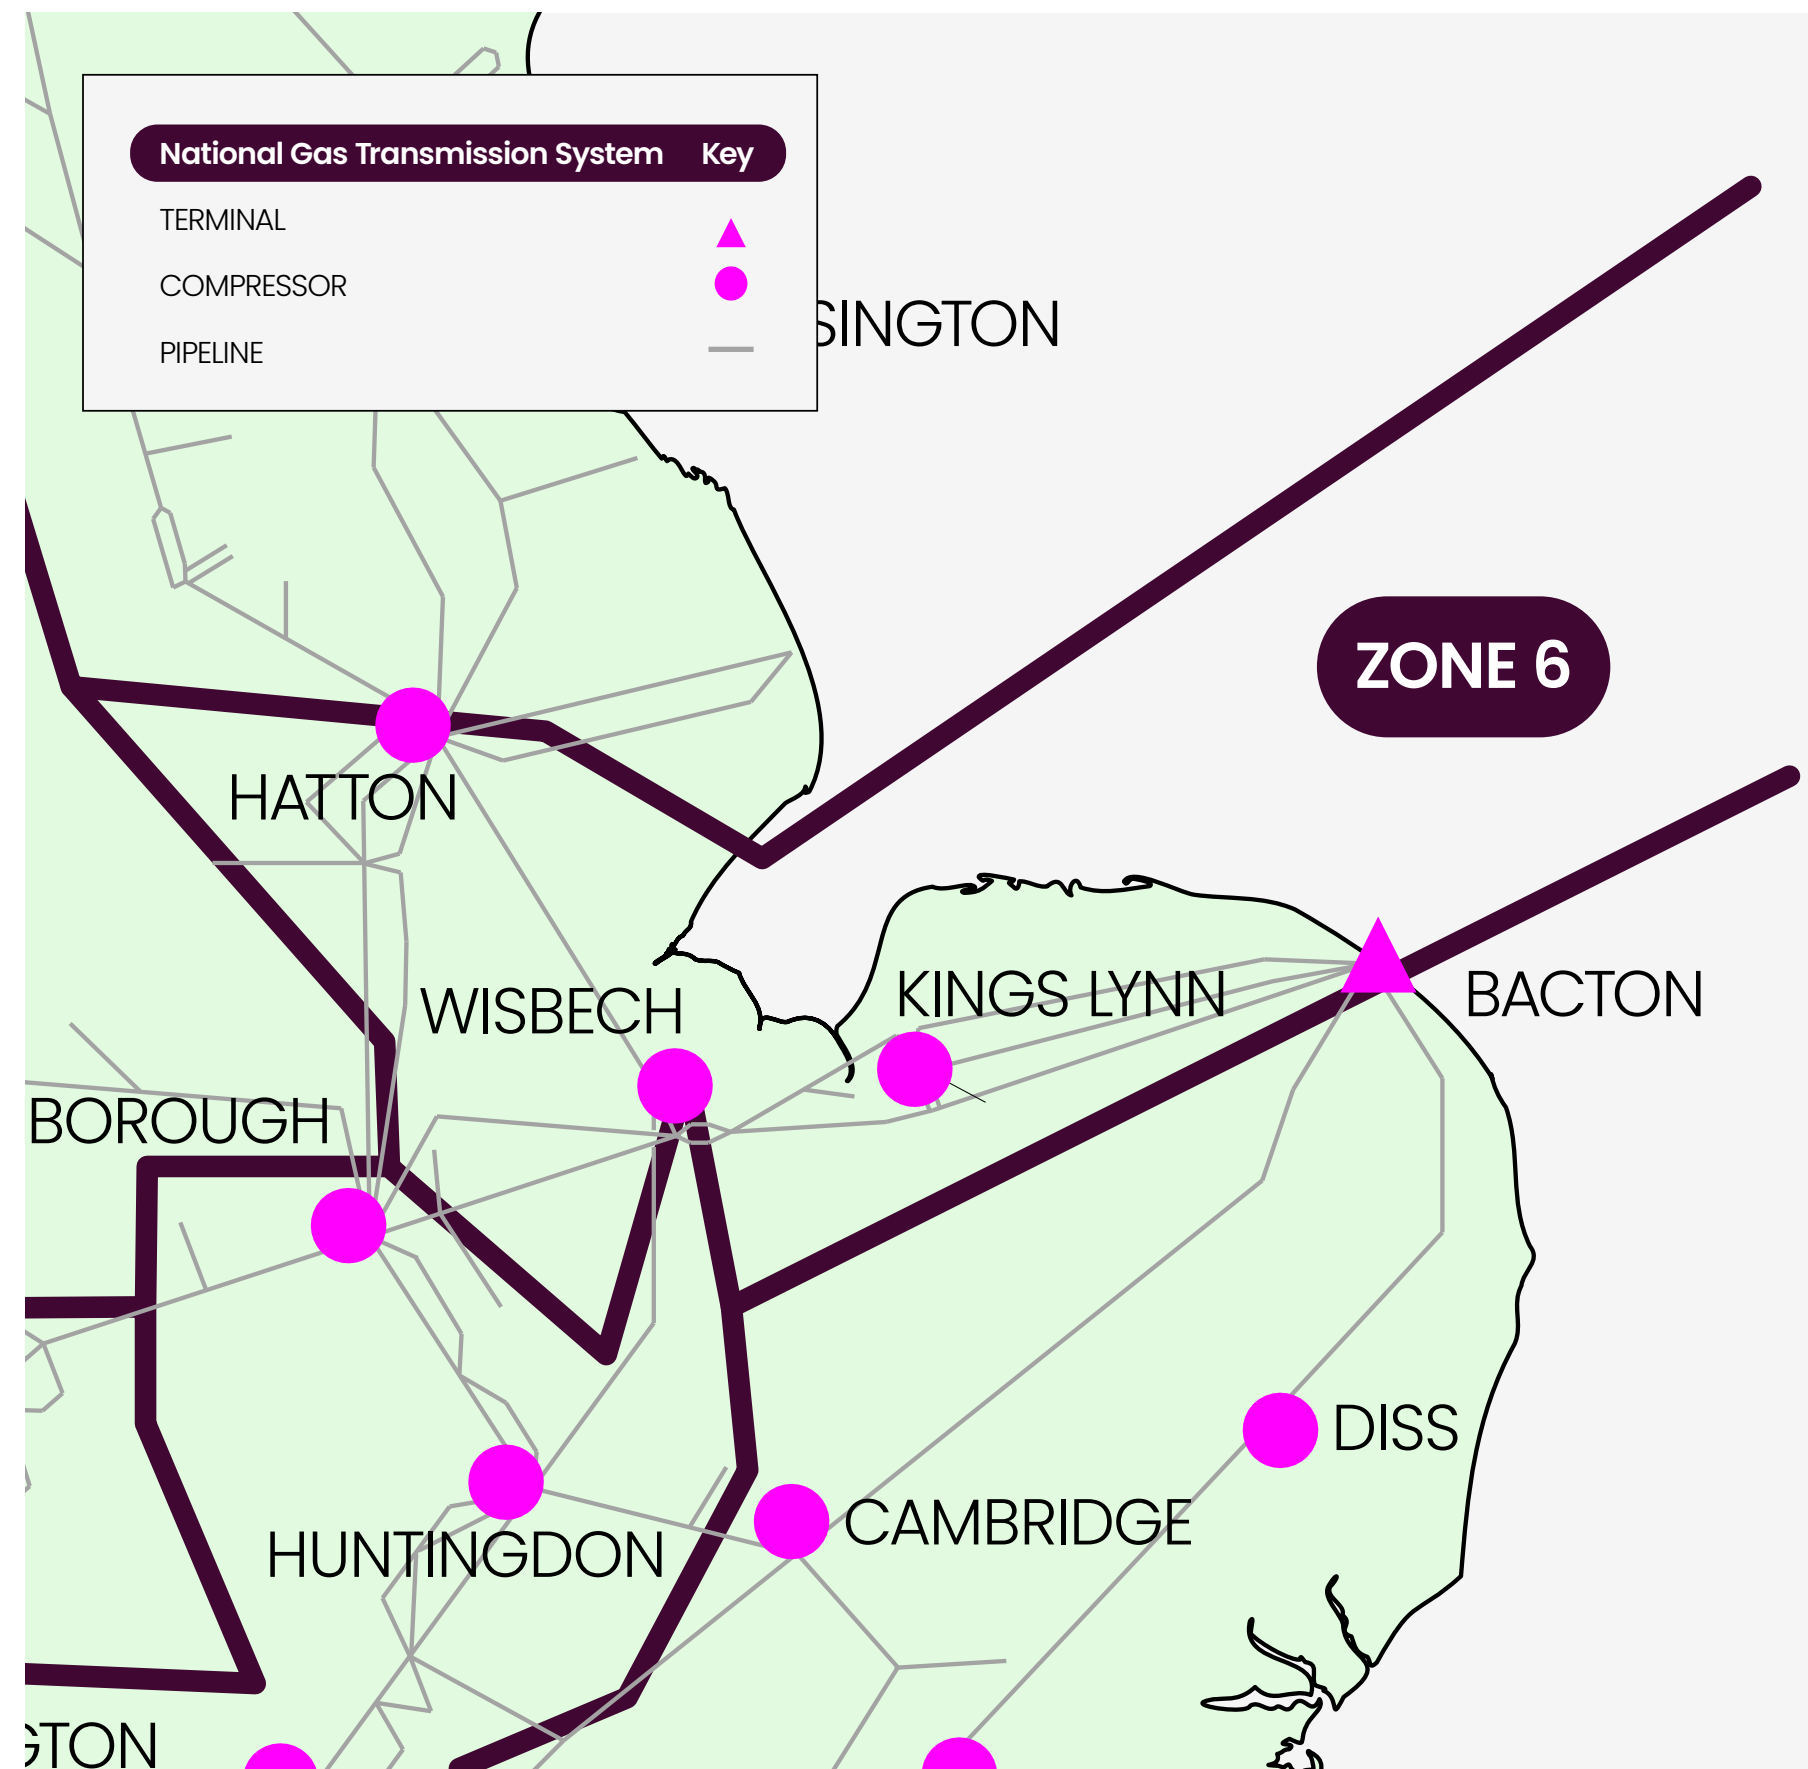 National Gas Transmission System Key
TERMINAL
COMPRESSOR
PIPELINE
SINGTON
ZONE 6
HATTON
WISBECH
KINGS LYNN
BACTON
BOROUGH
DISS
CAMBRIDGE
HUNTINGDON
GTON